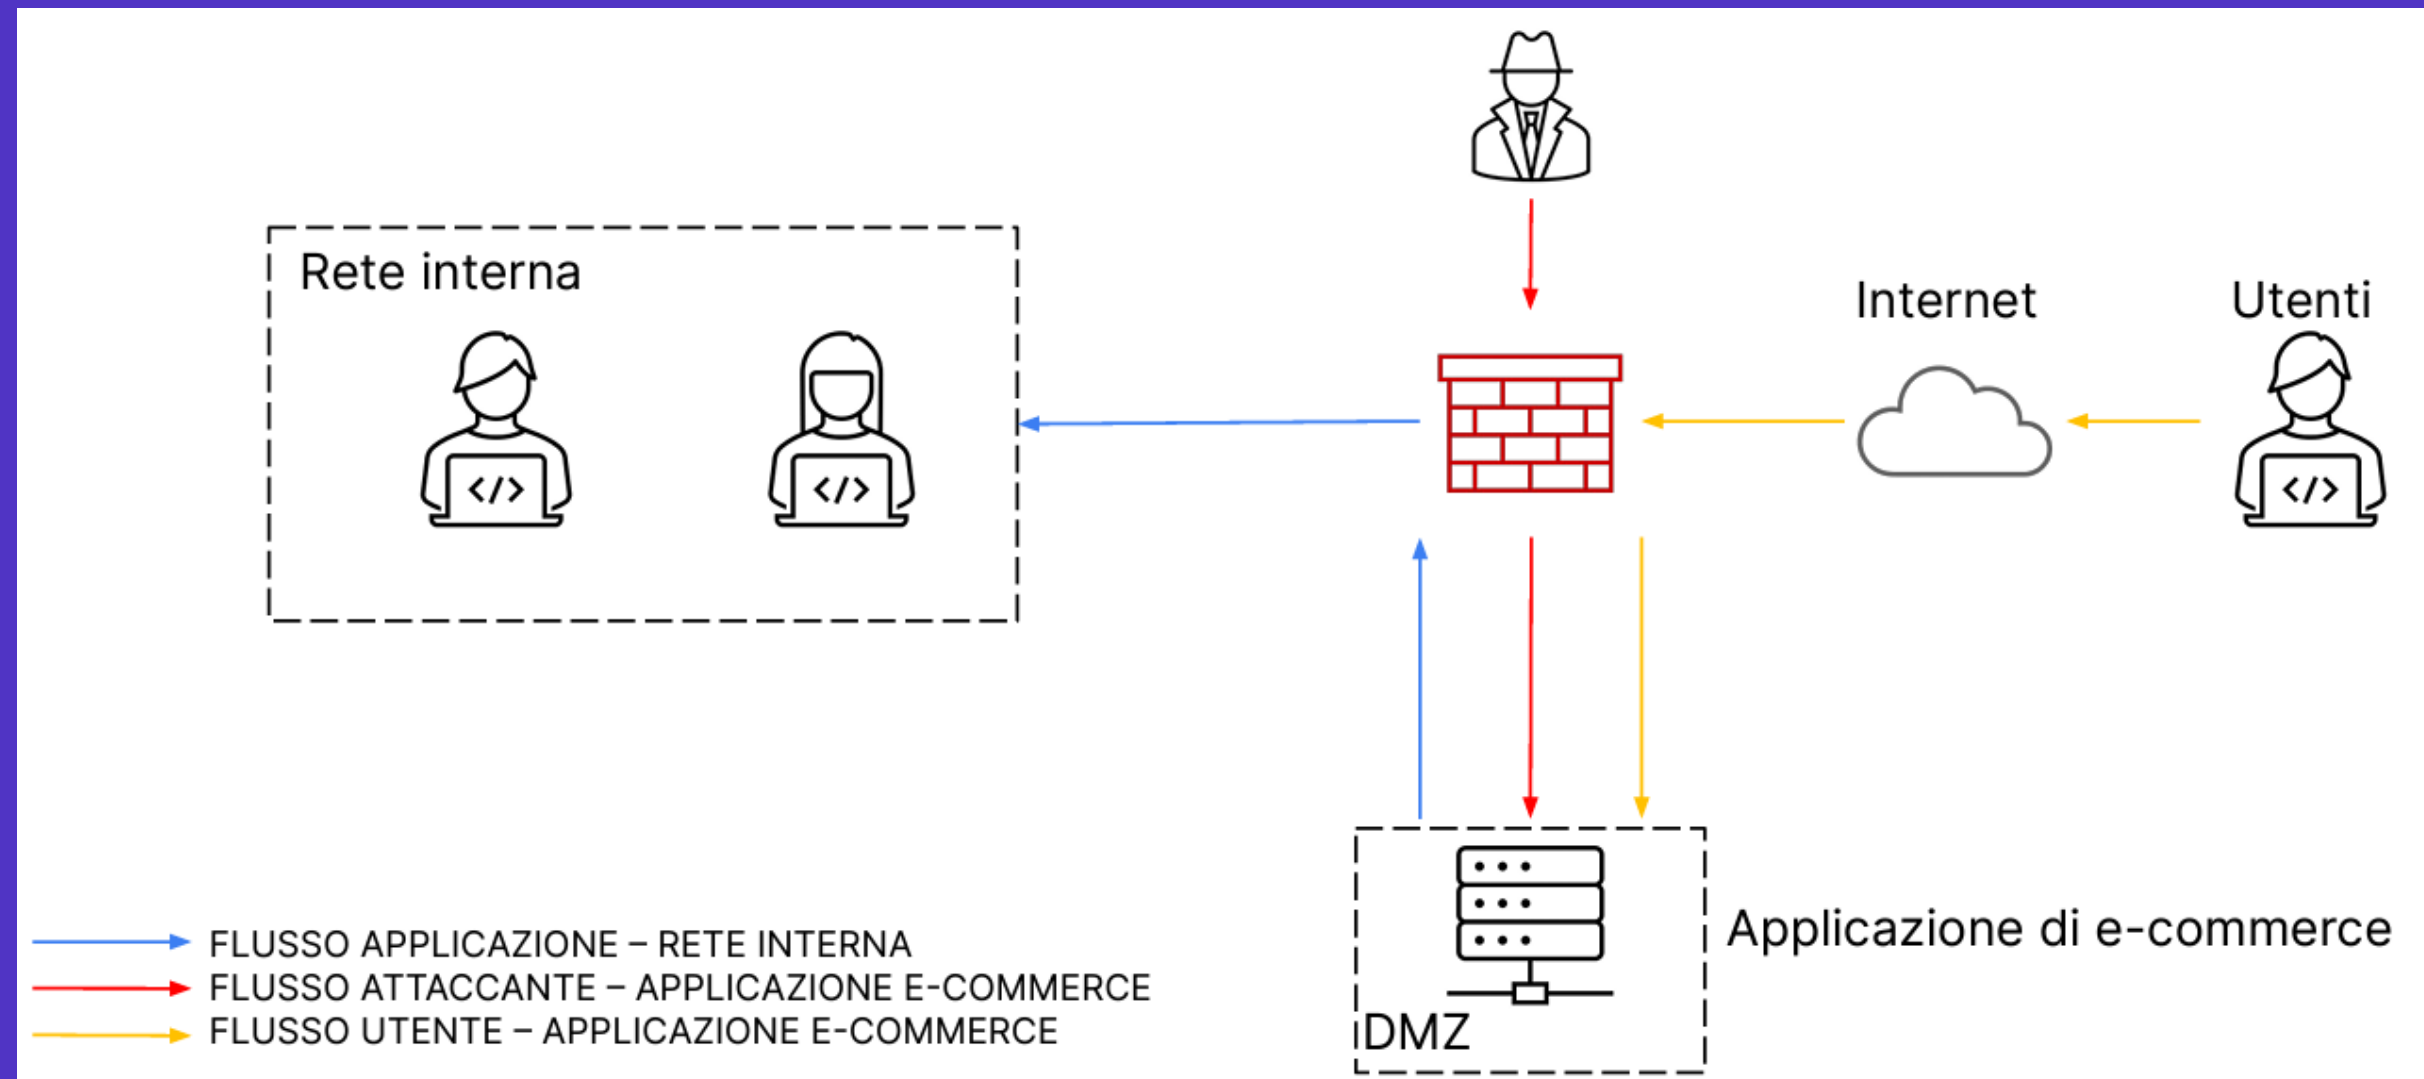 Rete interna
Internet
Utenti
</>
</>
</>
Applicazione di e-commerce
DMZ
FLUSSO APPLICAZIONE – RETE INTERNA
FLUSSO ATTACCANTE – APPLICAZIONE E-COMMERCE
FLUSSO UTENTE – APPLICAZIONE E-COMMERCE